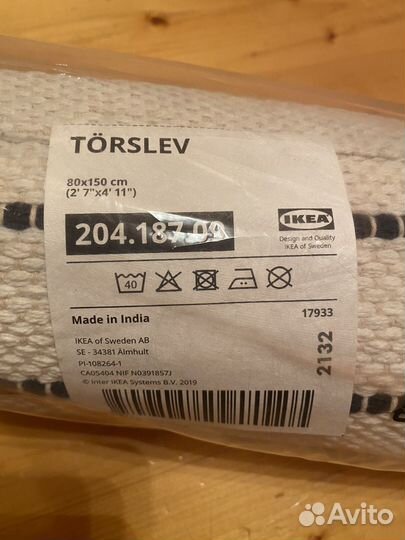 TÖRSLEV
80x150 cm
(2' 7"x4' 11")
204.187.09
IKEA
Design and Quality
IKEA of Sweden
40
Made in India
17933
IKEA of Sweden AB
SE - 34381 Älmhult
PI-108264-1
CA05404 NIF N0391857J
© Inter IKEA Systems B.V. 2019
2132
Avito